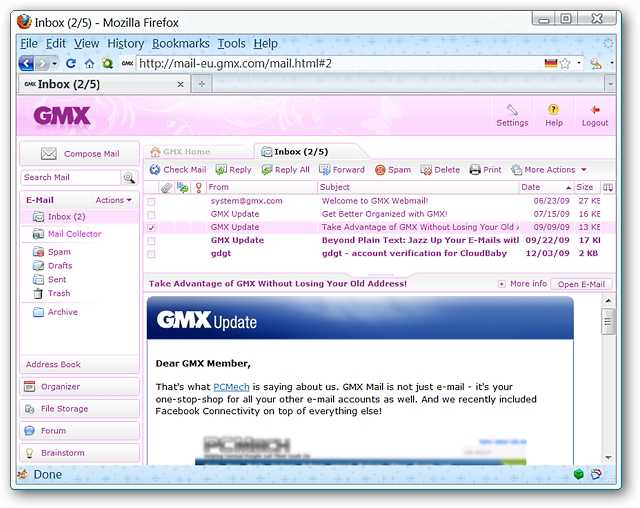 Inbox (2/5) - Mozilla Firefox
File Edit View History Bookmarks Tools Help
GMX http://mail-eu.gmx.com/mail.html#2
GMX Inbox (2/5)
GMX
Settings Help Logout
Compose Mail
GMX Home Inbox (2/5)
Check Mail Reply Reply All Forward Spam Delete Print More Actions
Search Mail
From Subject Date Size
E-Mail Actions
system@gmx.com Welcome to GMX Webmail! 06/23/09 27 KB
Inbox (2)
GMX Update Get Better Organized with GMX! 07/15/09 16 KB
Mail Collector
GMX Update Take Advantage of GMX Without Losing Your Old 09/09/09 13 KB
Spam
GMX Update Beyond Plain Text: Jazz Up Your E-Mails with 09/22/09 17 KB
Drafts
gdgt gdgt - account verification for CloudBaby 12/03/09 2 KB
Sent
Trash
Archive
Take Advantage of GMX Without Losing Your Old Address! More info Open E-Mail
GMX Update
Dear GMX Member,
That's what PCMech is saying about us. GMX Mail is not just e-mail - it's your
one-stop-shop for all your other e-mail accounts as well. And we recently included
Facebook Connectivity on top of everything else!
PCMECH
Address Book
Organizer
File Storage
Forum
Brainstorm
Done